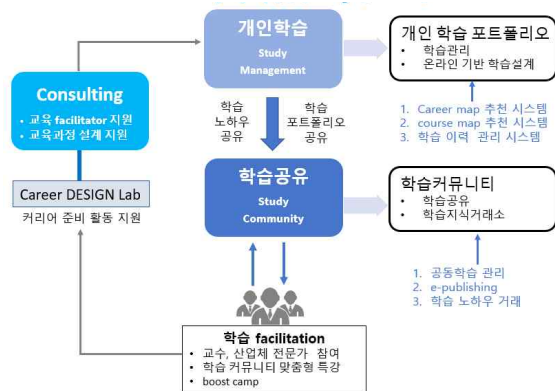 개인학습
Study
Management
개인 학습 포트폴리오
• 학습관리
• 온라인 기반 학습설계
Consulting
• 교육 facilitator 지원
• 교육과정 설계 지원
학습
노하우
공유
학습
포트폴리오
공유
1. Career map 추천 시스템
2. course map 추천 시스템
3. 학습 이력 관리 시스템
Career DESIGN Lab
커리어 준비 활동 지원
학습공유
Study
Community
학습커뮤니티
• 학습공유
• 학습지식거래소
1. 공동학습 관리
2. e-publishing
3. 학습 노하우 거래
학습 facilitation
• 교수, 산업체 전문가 참여
• 학습 커뮤니티 맞춤형 특강
• boost camp